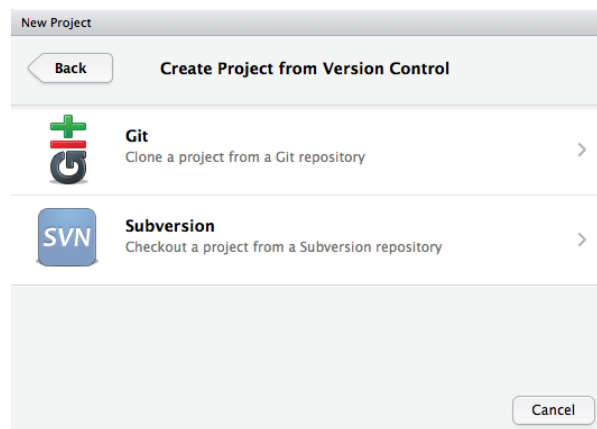 New Project
Back
Create Project from Version Control
git
Git
Clone a project from a Git repository
SVN
Subversion
Checkout a project from a Subversion repository
Cancel